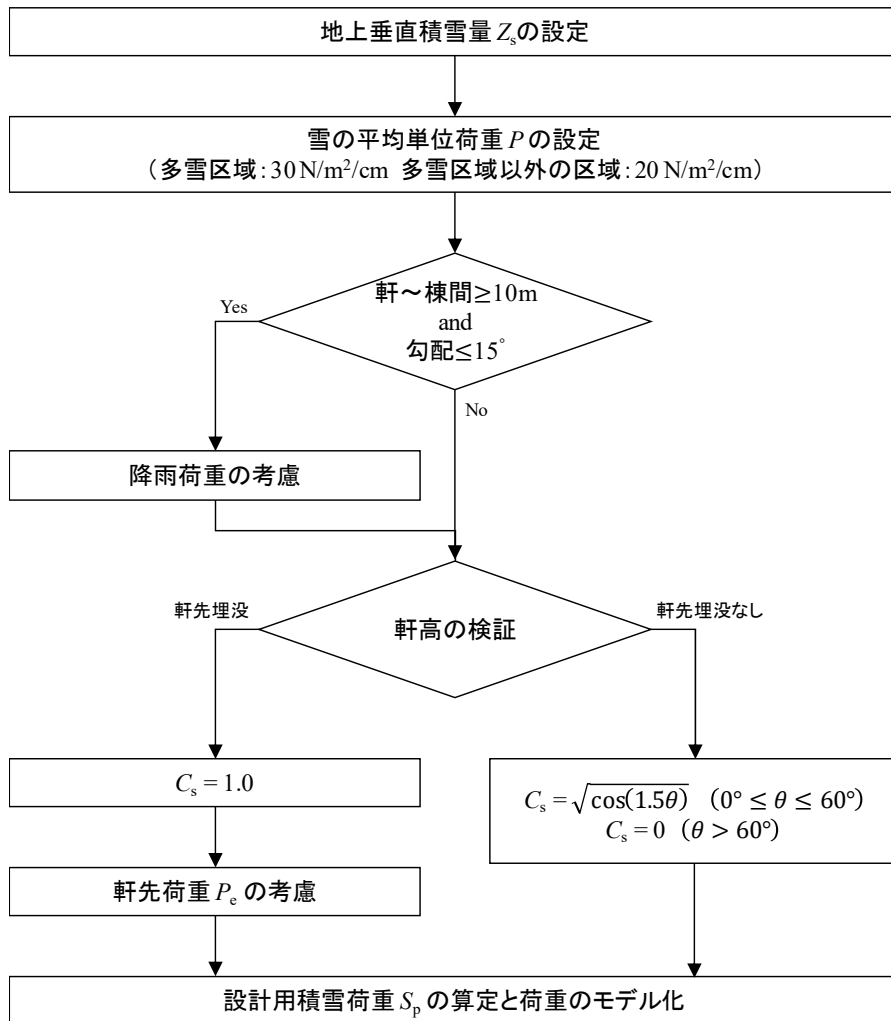 地上垂直積雪量 Zsの設定
雪の平均単位荷重 P の設定
（多雪区域：30 N/m²/cm 多雪区域以外の区域：20 N/m²/cm）
軒～棟間≥10m
and
勾配≤15°
Yes
No
降雨荷重の考慮
軒高の検証
軒先埋没
軒先埋没なし
Cs = 1.0
Cs = √cos(1.5θ) （0° ≤ θ ≤ 60°）
Cs = 0 （θ > 60°）
軒先荷重 Pe の考慮
設計用積雪荷重 Sp の算定と荷重のモデル化